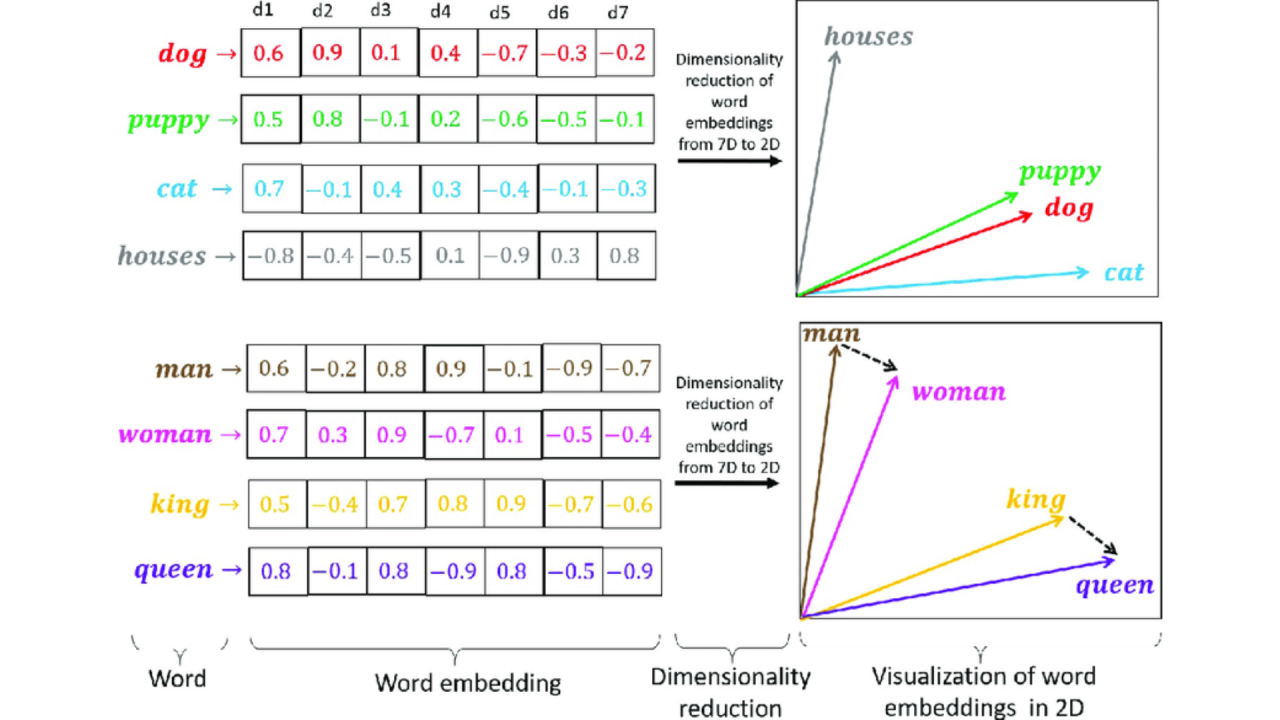 d1 d2 d3 d4 d5 d6 d7
dog → 0.6 0.9 0.1 0.4 −0.7 −0.3 −0.2
puppy → 0.5 0.8 −0.1 0.2 −0.6 −0.5 −0.1
cat → 0.7 −0.1 0.4 0.3 −0.4 −0.1 −0.3
houses → −0.8 −0.4 −0.5 0.1 −0.9 0.3 0.8
Dimensionality
reduction of
word
embeddings
from 7D to 2D
houses
puppy
dog
cat
man → 0.6 −0.2 0.8 0.9 −0.1 −0.9 −0.7
woman → 0.7 0.3 0.9 −0.7 0.1 −0.5 −0.4
king → 0.5 −0.4 0.7 0.8 0.9 −0.7 −0.6
queen → 0.8 −0.1 0.8 −0.9 0.8 −0.5 −0.9
Dimensionality
reduction of
word
embeddings
from 7D to 2D
man
woman
king
queen
Word
Word embedding
Dimensionality
reduction
Visualization of word
embeddings in 2D